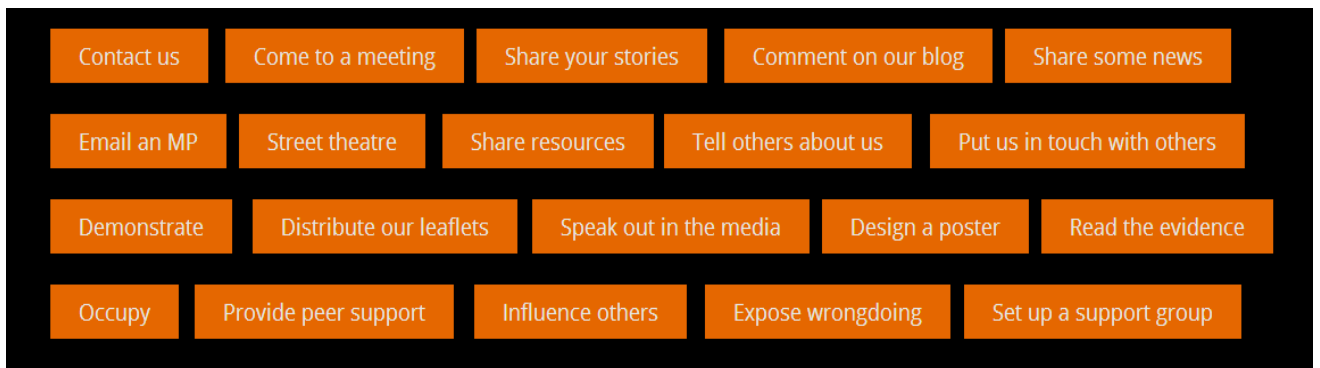 Contact us Come to a meeting Share your stories Comment on our blog Share some news
Email an MP Street theatre Share resources Tell others about us Put us in touch with others
Demonstrate Distribute our leaflets Speak out in the media Design a poster Read the evidence
Occupy Provide peer support Influence others Expose wrongdoing Set up a support group